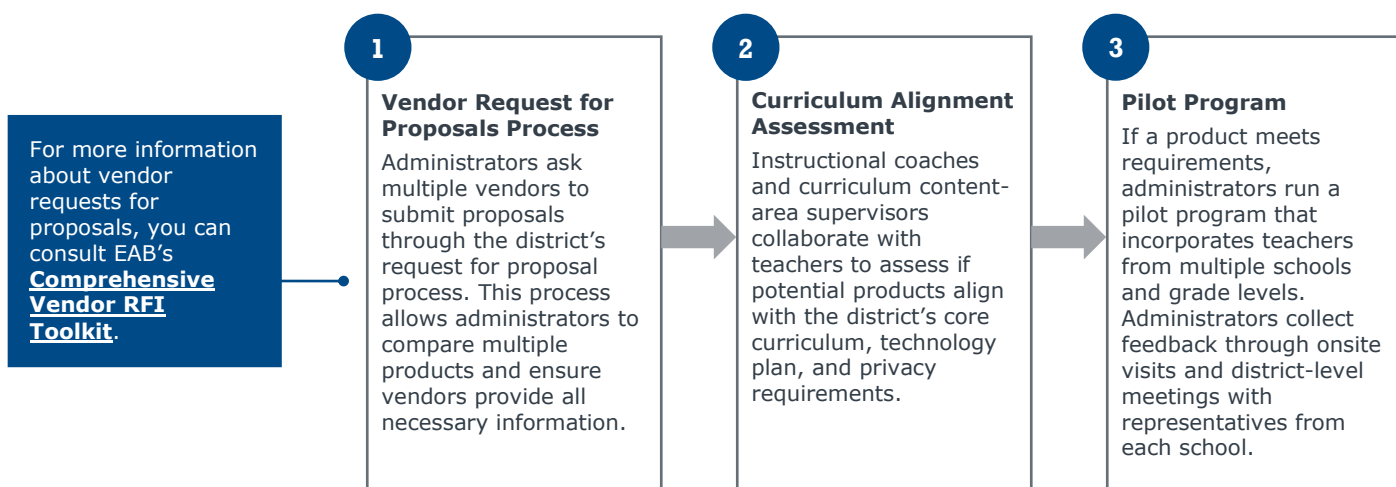 For more information
about vendor
requests for
proposals, you can
consult EAB's
Comprehensive
Vendor RFI
Toolkit.
1
Vendor Request for
Proposals Process
Administrators ask
multiple vendors to
submit proposals
through the district's
request for proposal
process. This process
allows administrators to
compare multiple
products and ensure
vendors provide all
necessary information.
2
Curriculum Alignment
Assessment
Instructional coaches
and curriculum content-
area supervisors
collaborate with
teachers to assess if
potential products align
with the district's core
curriculum, technology
plan, and privacy
requirements.
3
Pilot Program
If a product meets
requirements,
administrators run a
pilot program that
incorporates teachers
from multiple schools
and grade levels.
Administrators collect
feedback through onsite
visits and district-level
meetings with
representatives from
each school.